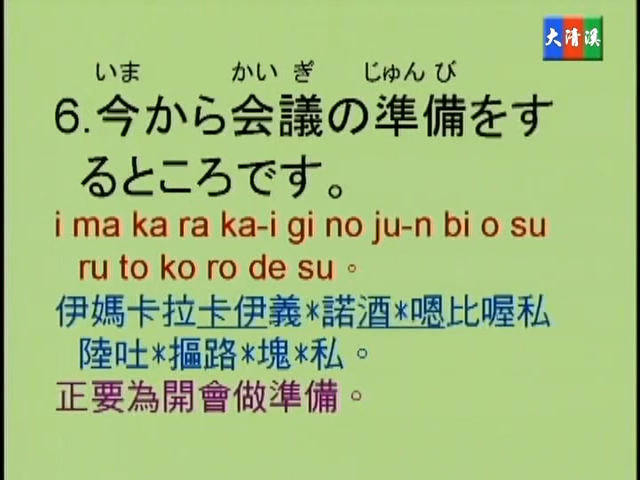 大清溪
いま かいぎ じゅんび
6.今から会議の準備をす
るところです。
i ma ka ra ka-i gi no ju-n bi o su
ru to ko ro de su。
伊媽卡拉卡伊義*諾酒*嗯比喔私
陸吐*摳路*塊*私。
正要為開會做準備。